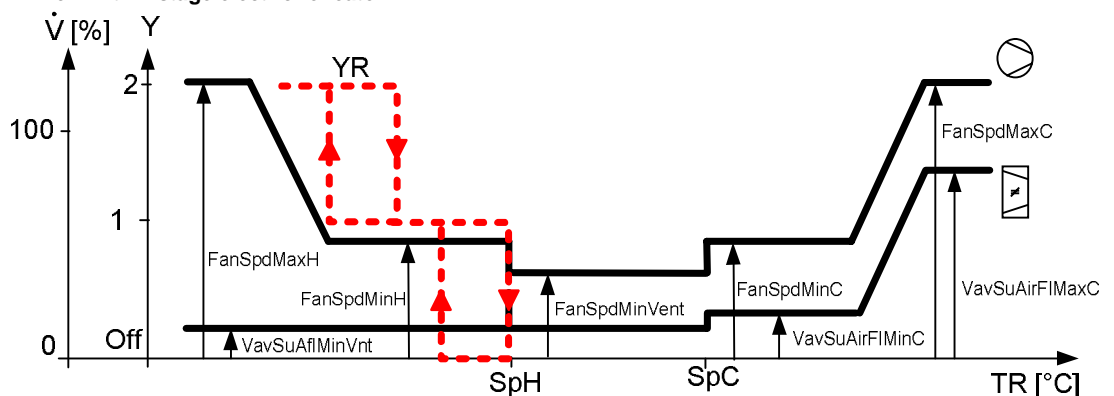 V̇ [%]
Y
YR
2
100
FanSpdMaxC
1
FanSpdMaxH
FanSpdMinH
FanSpdMinVent
FanSpdMinC
VavSuAirFlMaxC
Off
VavSuAflMinVnt
VavSuAirFlMinC
0
SpH
SpC
TR [°C]